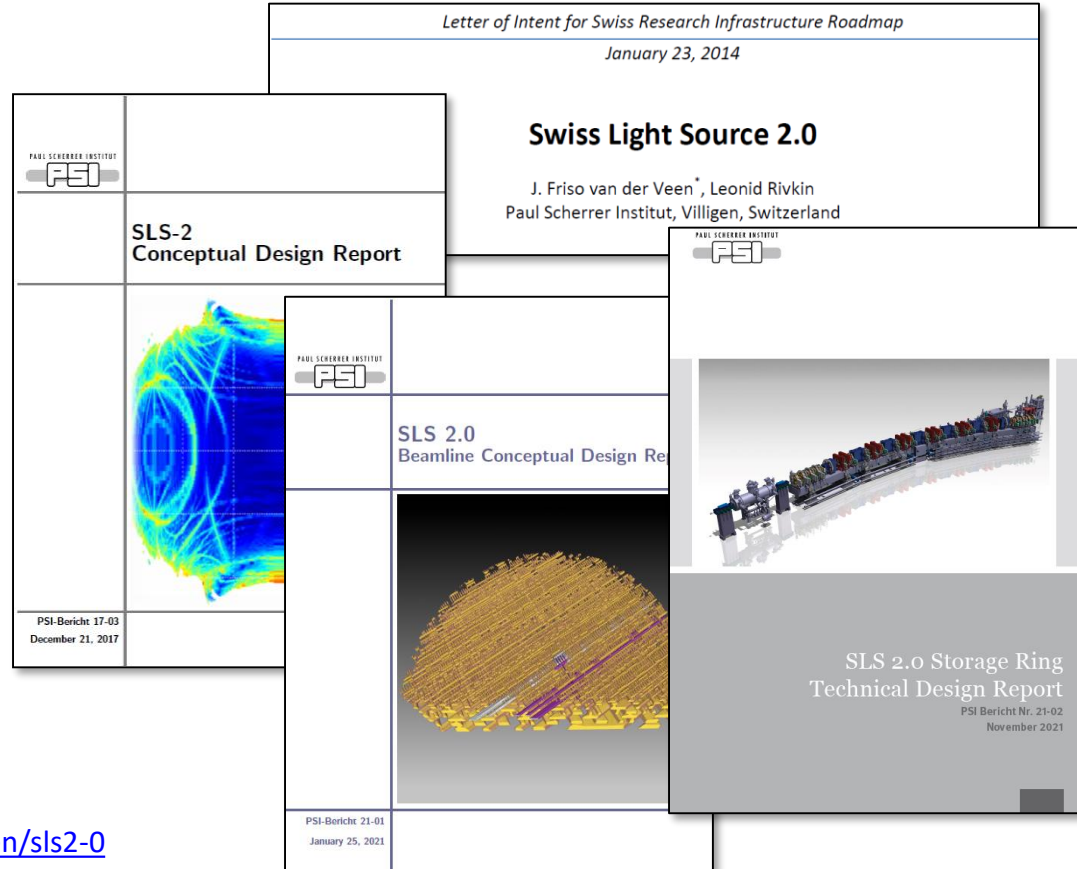 Letter of Intent for Swiss Research Infrastructure Roadmap
January 23, 2014
Swiss Light Source 2.0
J. Friso van der Veen*, Leonid Rivkin
Paul Scherrer Institut, Villigen, Switzerland
PAUL SCHERRER INSTITUT
PSI
SLS-2
Conceptual Design Report
PSI-Bericht 17-03
December 21, 2017
PAUL SCHERRER INSTITUT
PSI
SLS 2.0
Beamline Conceptual Design Re
PSI-Bericht 21-01
January 25, 2021
PAUL SCHERRER INSTITUT
PSI
SLS 2.0 Storage Ring
Technical Design Report
PSI Bericht Nr. 21-02
November 2021
n/sls2-0